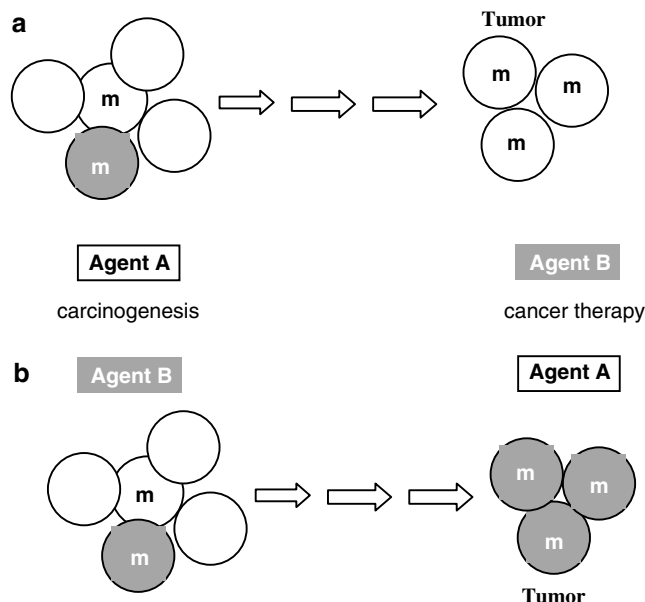 a
Tumor
m
m
m
m
m
Agent A
Agent B
carcinogenesis
cancer therapy
b
Agent B
Agent A
m
m
m
m
m
Tumor